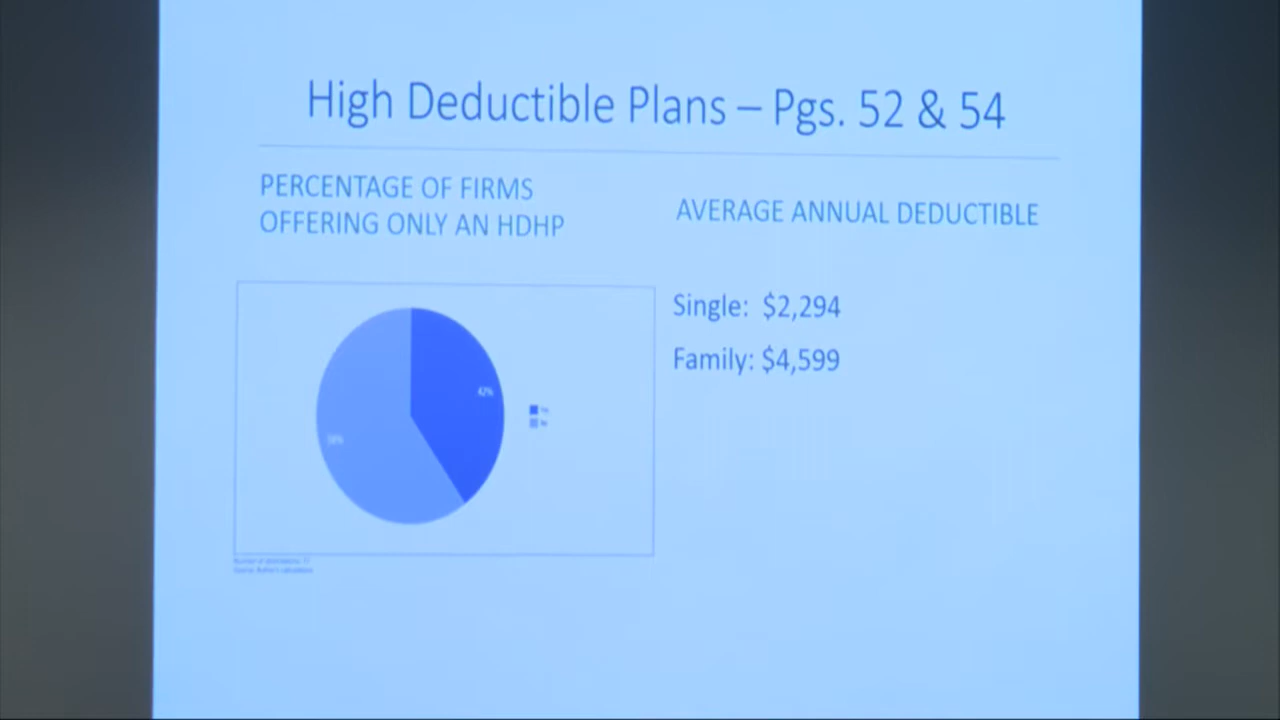 High Deductible Plans – Pgs. 52 & 54
PERCENTAGE OF FIRMS
OFFERING ONLY AN HDHP
AVERAGE ANNUAL DEDUCTIBLE
Single: $2,294
Family: $4,599
42%
58%